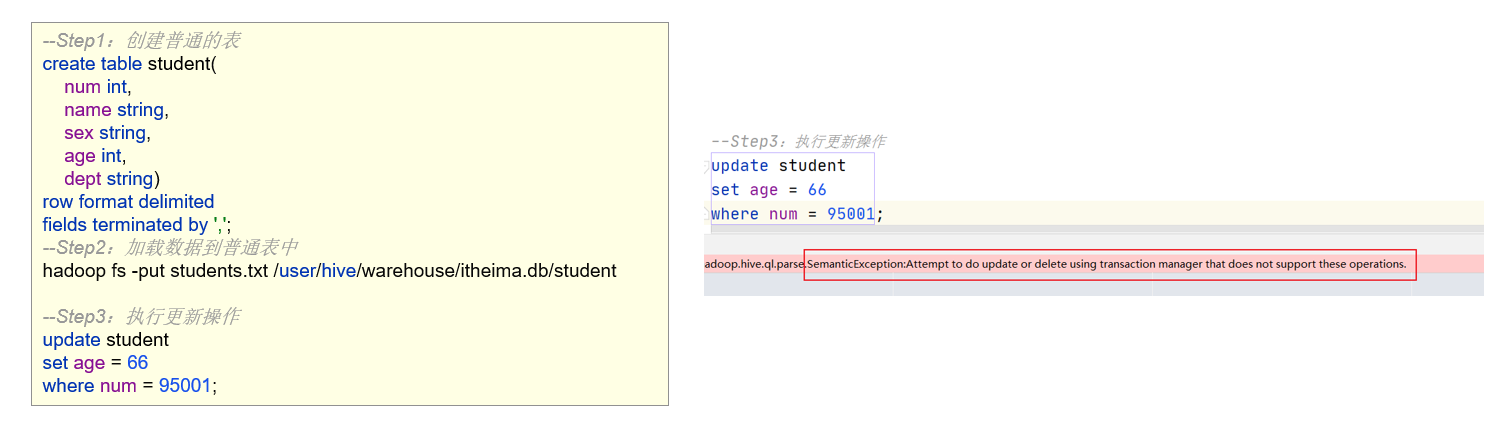 --Step1：创建普通的表
create table student(
num int,
name string,
sex string,
age int,
dept string)
row format delimited
fields terminated by ',';
--Step2：加载数据到普通表中
hadoop fs -put students.txt /user/hive/warehouse/itheima.db/student
--Step3：执行更新操作
update student
set age = 66
where num = 95001;
--Step3：执行更新操作
update student
set age = 66
where num = 95001;
adoop.hive.ql.parse.SemanticException:Attempt to do update or delete using transaction manager that does not support these operations.